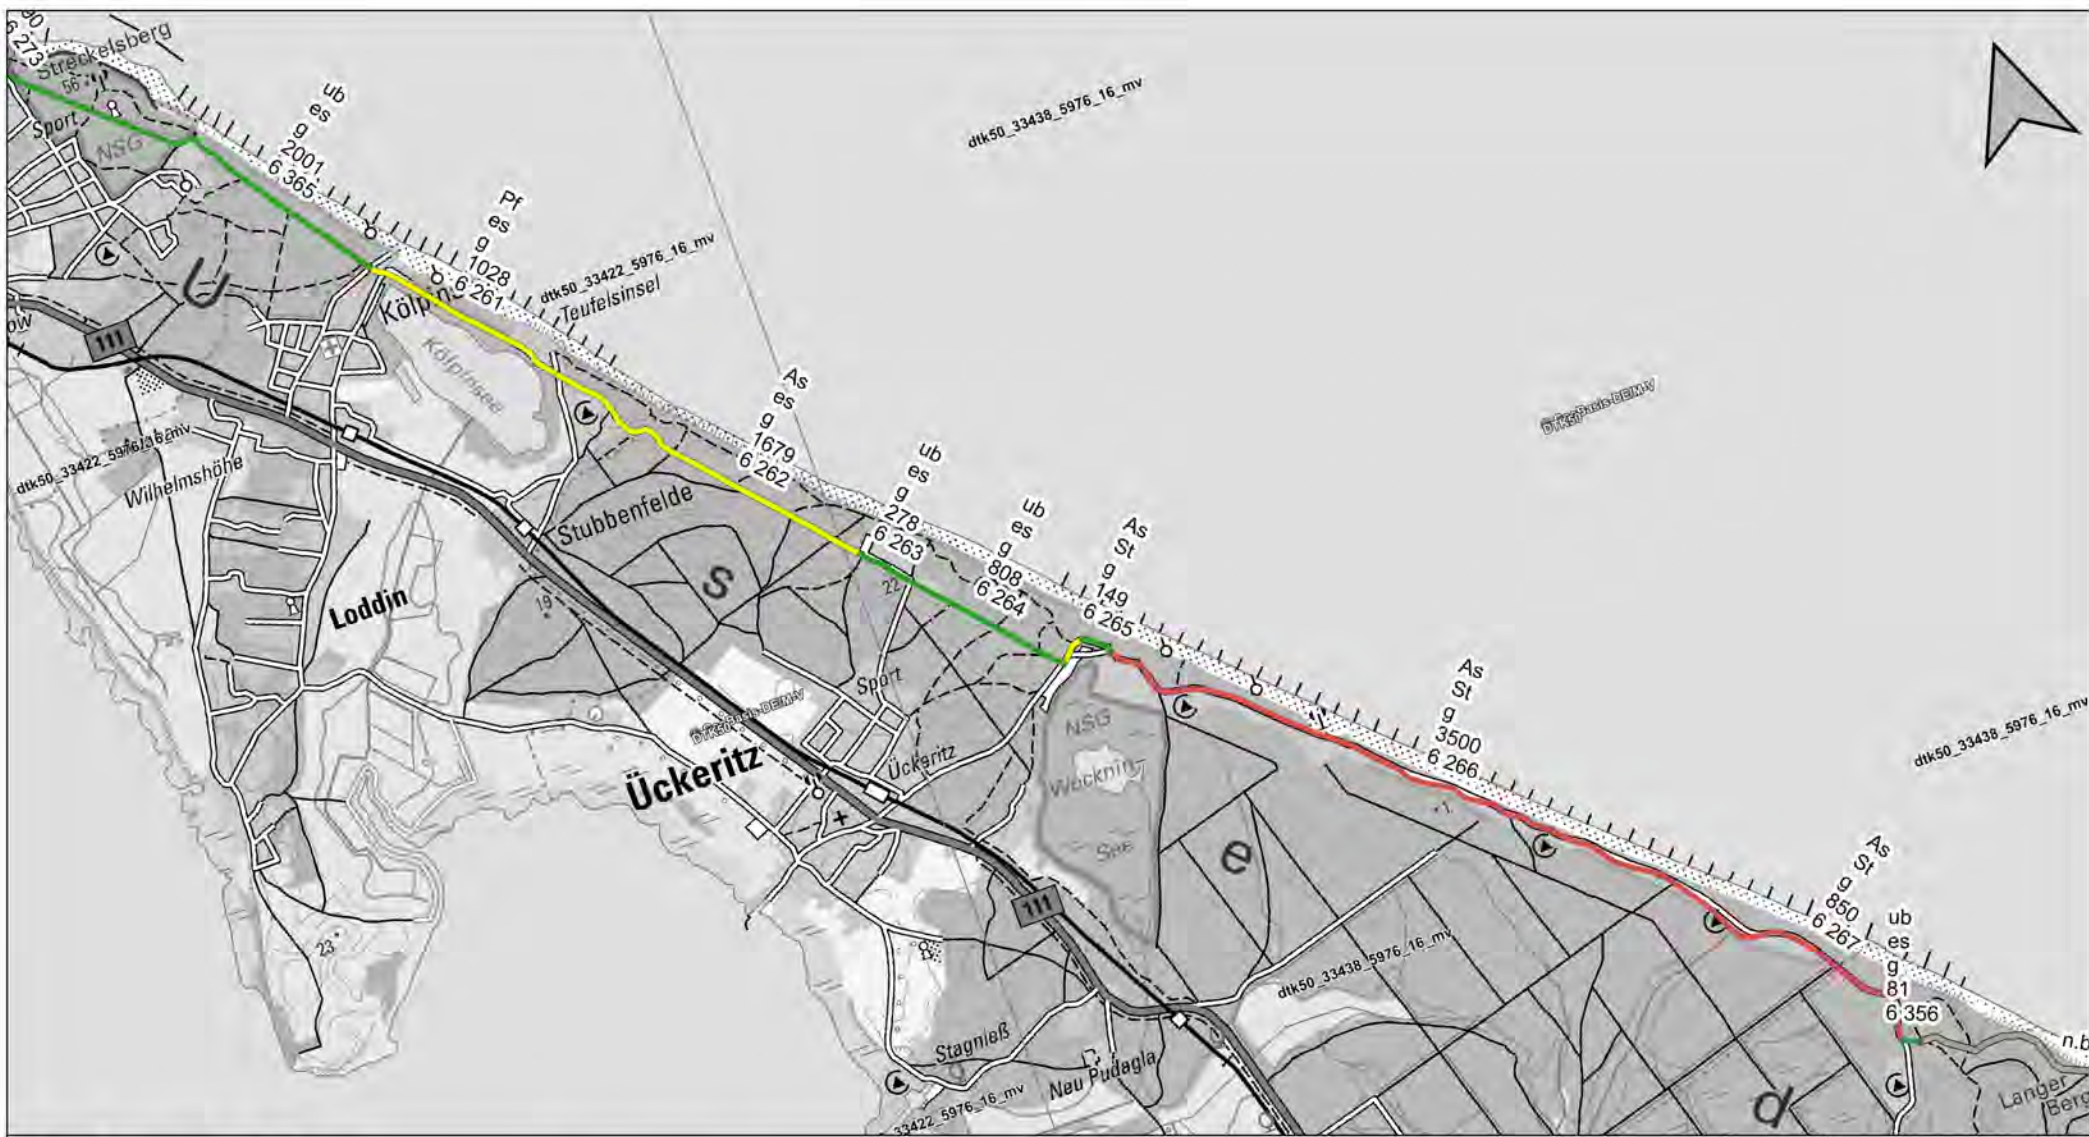 6 273
Streckelsberg
56
Sport
NSG
ub
es
g
2001
6 365
Pf
es
g
1028
6 261
dtk50_33438_5976_16_mv
dtk50_33422_5976_16_mv
Teufelsinsel
U
111
Kölpins
Kölpinsee
As
es
g
1679
6 262
dtk50_33422_5976_16_mv
Wilhelmshöhe
Stubbenfelde
Loddin
19
s
ub
es
g
278
6 263
22
ub
es
g
808
6 264
As
St
g
149
6 265
Sport
Ückeritz
Ückeritz
NSG
Wocknin-
See
As
St
g
3500
6 266
1
e
dtk50_33438_5976_16_mv
As
St
g
850
6 267
ub
es
g
81
6 356
n.b
23
111
dtk50_33438_5976_16_mv
Stagnieß
Neu Pudagla
33422_5976_16_mv
d
Langer
Berg